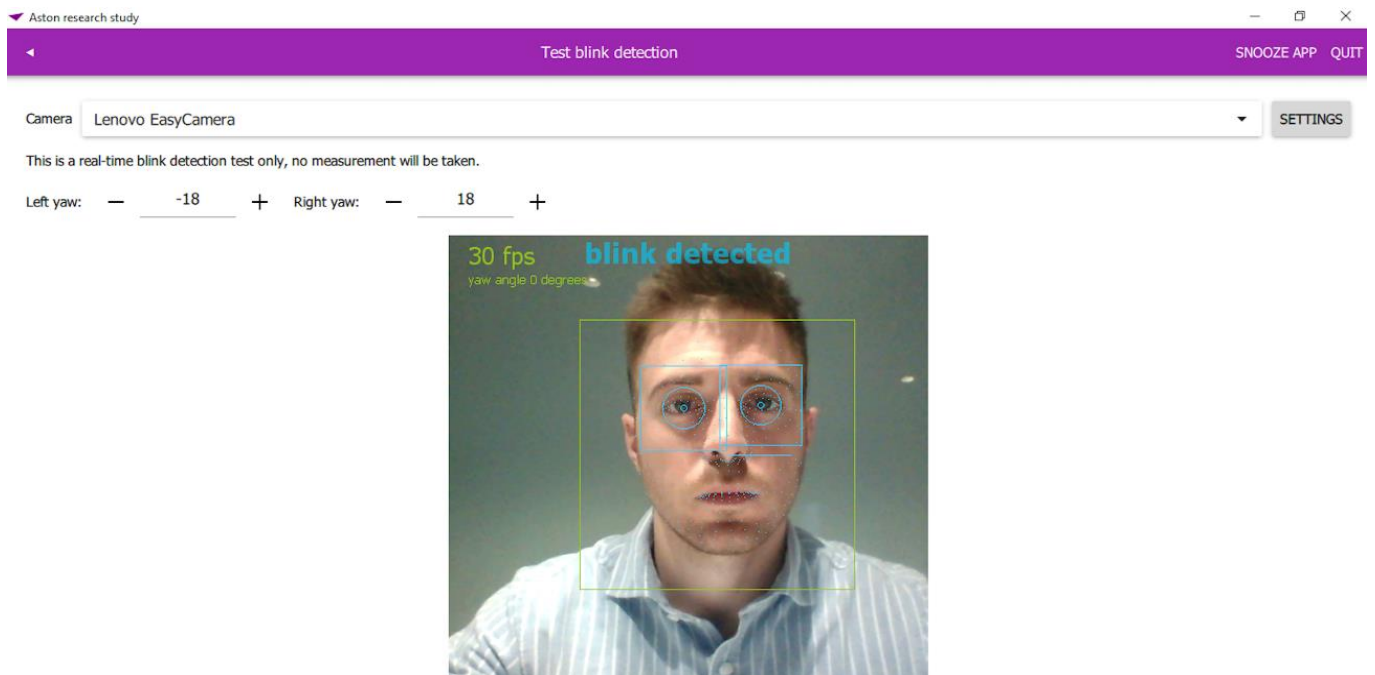 Aston research study
Test blink detection
SNOOZE APP QUIT
Camera Lenovo EasyCamera SETTINGS
This is a real-time blink detection test only, no measurement will be taken.
Left yaw: — -18 + Right yaw: — 18 +
30 fps blink detected
yaw angle 0 degrees